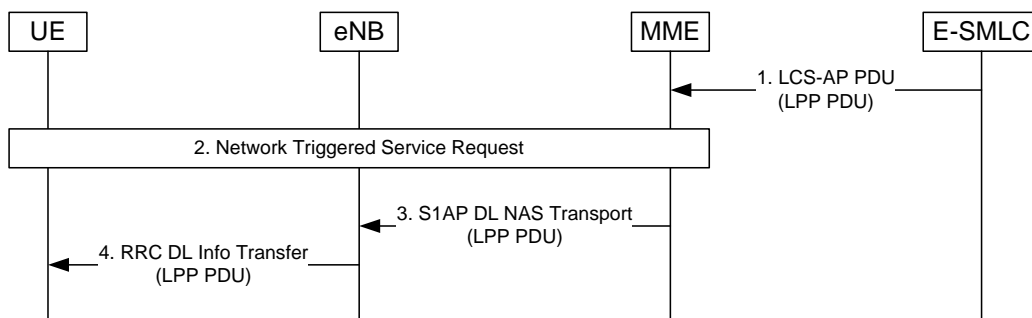 UE
eNB
MME
E-SMLC
1. LCS-AP PDU
(LPP PDU)
2. Network Triggered Service Request
3. S1AP DL NAS Transport
(LPP PDU)
4. RRC DL Info Transfer
(LPP PDU)